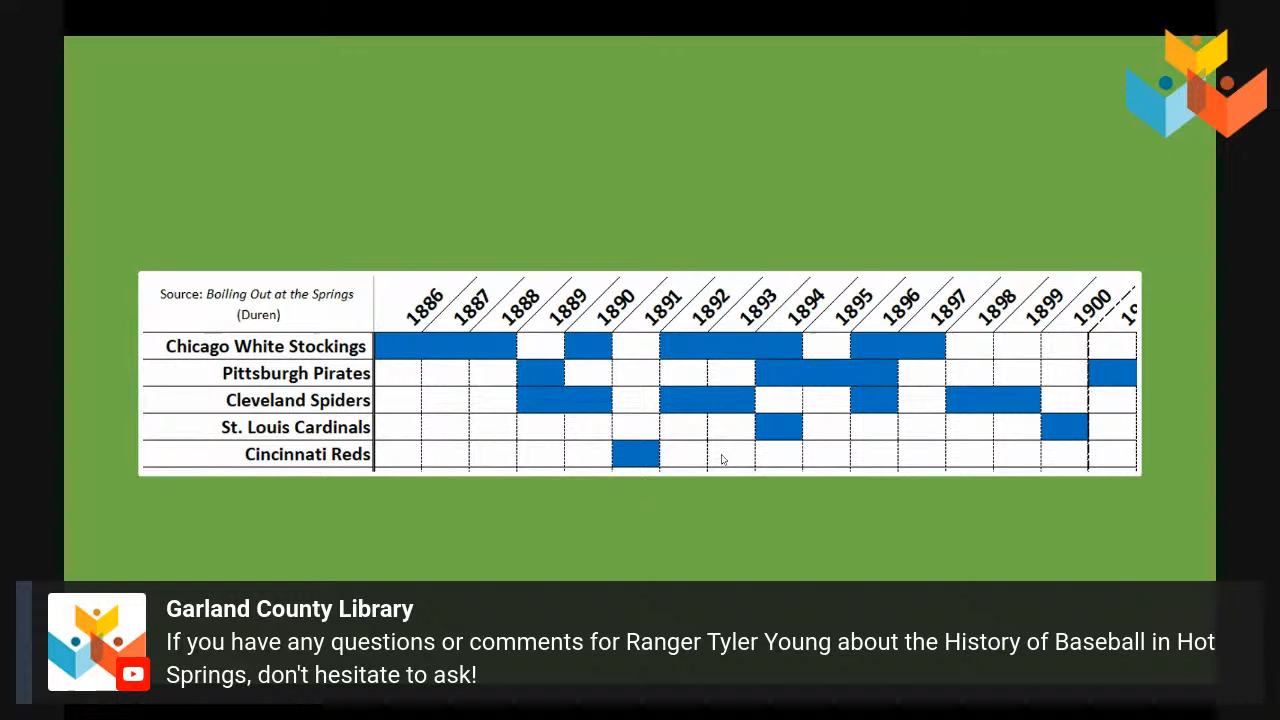 Source: Boiling Out at the Springs
(Duren)
1886 1887 1888 1889 1890 1891 1892 1893 1894 1895 1896 1897 1898 1899 1900
Chicago White Stockings
Pittsburgh Pirates
Cleveland Spiders
St. Louis Cardinals
Cincinnati Reds
Garland County Library
If you have any questions or comments for Ranger Tyler Young about the History of Baseball in Hot
Springs, don't hesitate to ask!